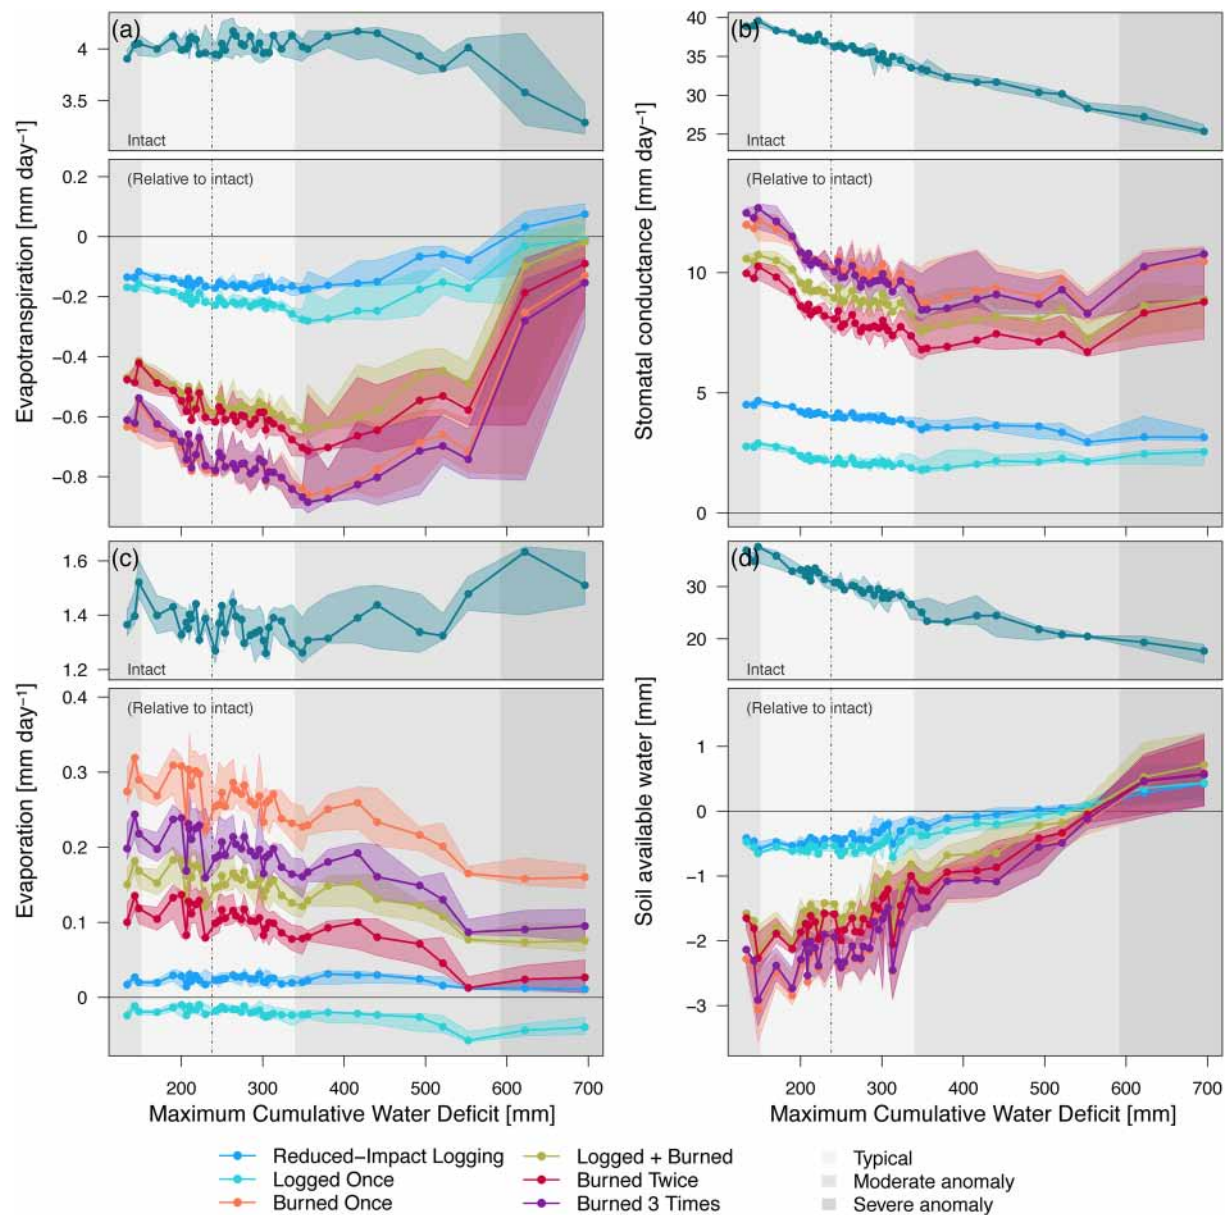 (a)
4
3.5
Intact
Evapotranspiration [mm day⁻¹]
(Relative to intact)
0.2
0
−0.2
−0.4
−0.6
−0.8
(b)
40
35
30
25
Intact
Stomatal conductance [mm day⁻¹]
(Relative to intact)
10
5
0
(c)
1.6
1.4
1.2
Intact
Evaporation [mm day⁻¹]
(Relative to intact)
0.4
0.3
0.2
0.1
0
200 300 400 500 600 700
Maximum Cumulative Water Deficit [mm]
(d)
30
20
Intact
Soil available water [mm]
(Relative to intact)
1
0
−1
−2
−3
200 300 400 500 600 700
Maximum Cumulative Water Deficit [mm]
Reduced−Impact Logging
Logged Once
Burned Once
Logged + Burned
Burned Twice
Burned 3 Times
Typical
Moderate anomaly
Severe anomaly